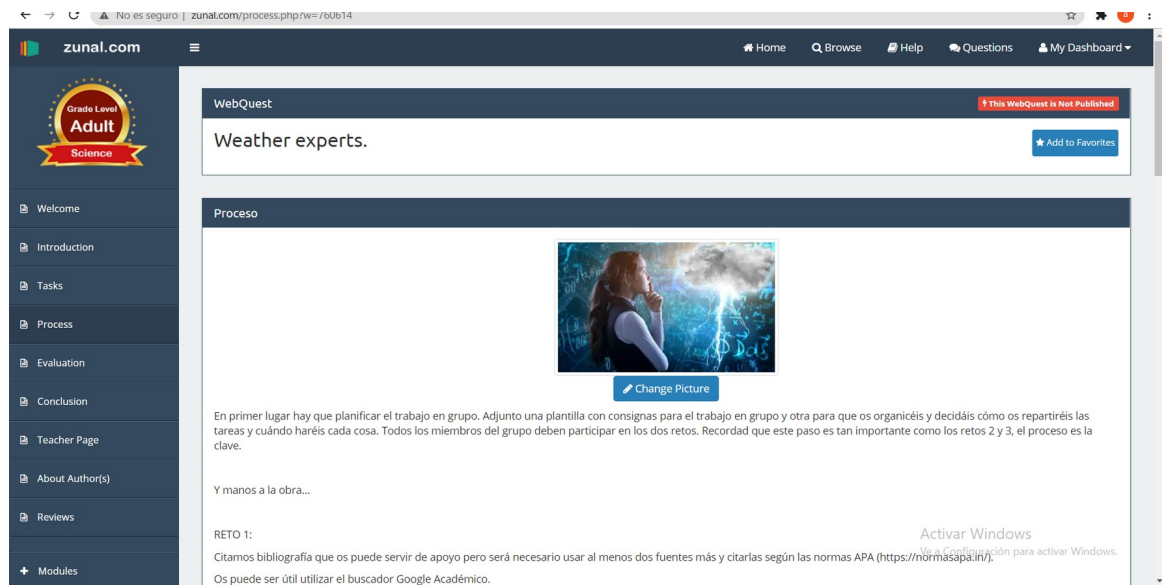 No es seguro | zunal.com/process.php?w=760614
a
zunal.com
Home
Browse
Help
Questions
My Dashboard
Grade Level
Adult
Science
Welcome
Introduction
Tasks
Process
Evaluation
Conclusion
Teacher Page
About Author(s)
Reviews
Modules
WebQuest
This WebQuest is Not Published
Weather experts.
Add to Favorites
Proceso
Change Picture
En primer lugar hay que planificar el trabajo en grupo. Adjunto una plantilla con consignas para el trabajo en grupo y otra para que os organicéis y decidáis cómo os repartiréis las
tareas y cuándo haréis cada cosa. Todos los miembros del grupo deben participar en los dos retos. Recordad que este paso es tan importante como los retos 2 y 3, el proceso es la
clave.
Y manos a la obra...
RETO 1:
Citamos bibliografía que os puede servir de apoyo pero será necesario usar al menos dos fuentes más y citarlas según las normas APA (https://normasapa.in/).
Os puede ser útil utilizar el buscador Google Académico.
Activar Windows
Ve a Configuración para activar Windows.